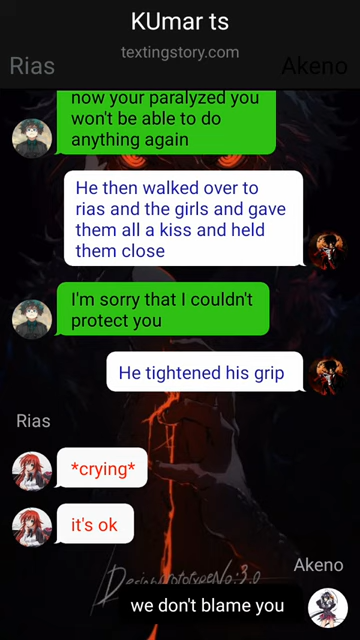 KUmar ts
textingstory.com
Rias
Akeno
now your paralyzed you
won't be able to do
anything again
He then walked over to
rias and the girls and gave
them all a kiss and held
them close
I'm sorry that I couldn't
protect you
He tightened his grip
Rias
*crying*
it's ok
Akeno
we don't blame you